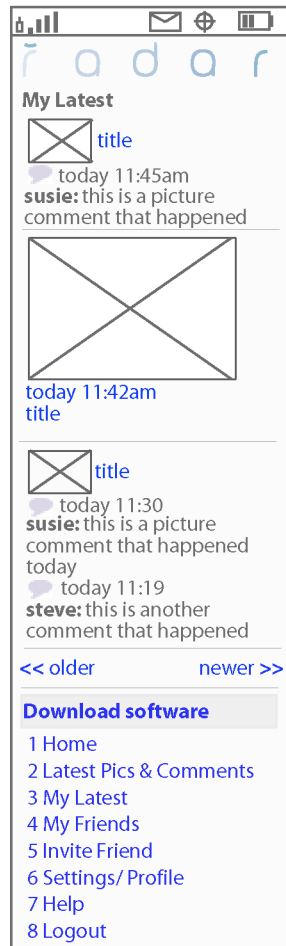 r̆adar
My Latest
title
today 11:45am
susie: this is a picture
comment that happened
today 11:42am
title
title
today 11:30
susie: this is a picture
comment that happened
today
today 11:19
steve: this is another
comment that happened
<< older newer >>
Download software
1 Home
2 Latest Pics & Comments
3 My Latest
4 My Friends
5 Invite Friend
6 Settings/ Profile
7 Help
8 Logout